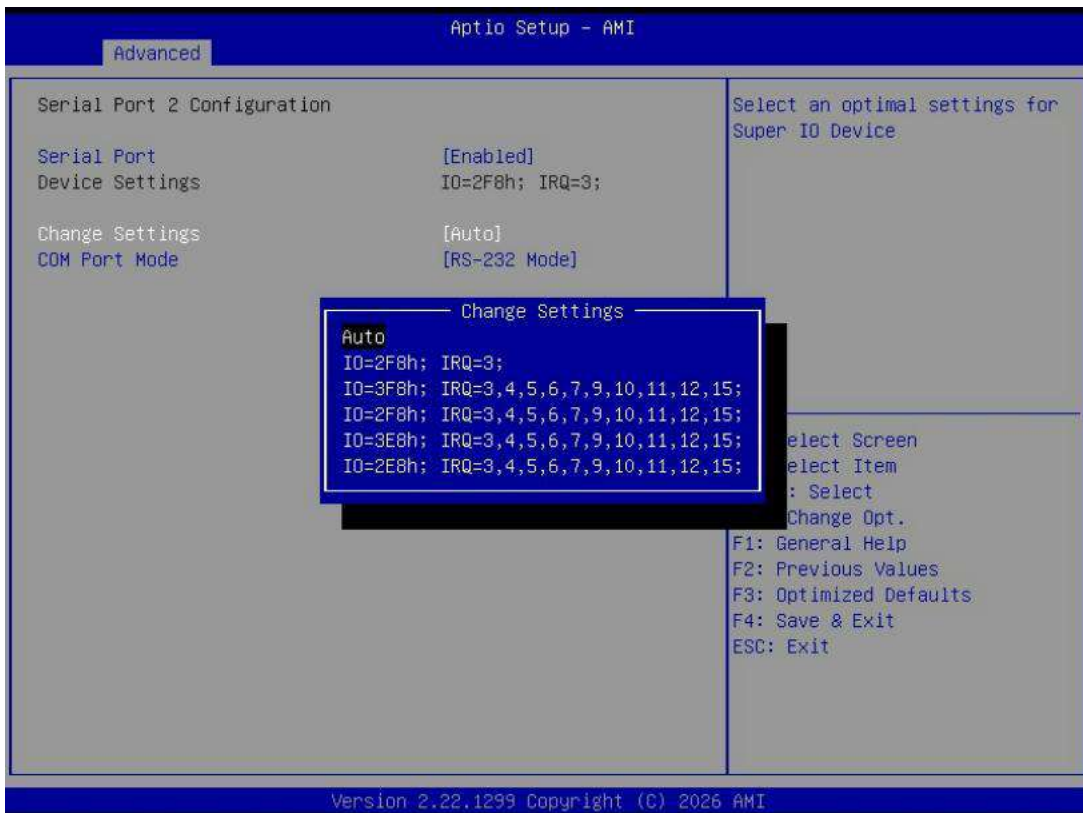 Aptio Setup - AMI
Advanced
Serial Port 2 Configuration
Serial Port [Enabled]
Device Settings IO=2F8h; IRQ=3;
Change Settings [Auto]
COM Port Mode [RS-232 Mode]
Select an optimal settings for
Super IO Device
Change Settings
Auto
IO=2F8h; IRQ=3;
IO=3F8h; IRQ=3,4,5,6,7,9,10,11,12,15;
IO=2F8h; IRQ=3,4,5,6,7,9,10,11,12,15;
IO=3E8h; IRQ=3,4,5,6,7,9,10,11,12,15;
IO=2E8h; IRQ=3,4,5,6,7,9,10,11,12,15;
elect Screen
elect Item
: Select
Change Opt.
F1: General Help
F2: Previous Values
F3: Optimized Defaults
F4: Save & Exit
ESC: Exit
Version 2.22.1299 Copyright (C) 2026 AMI